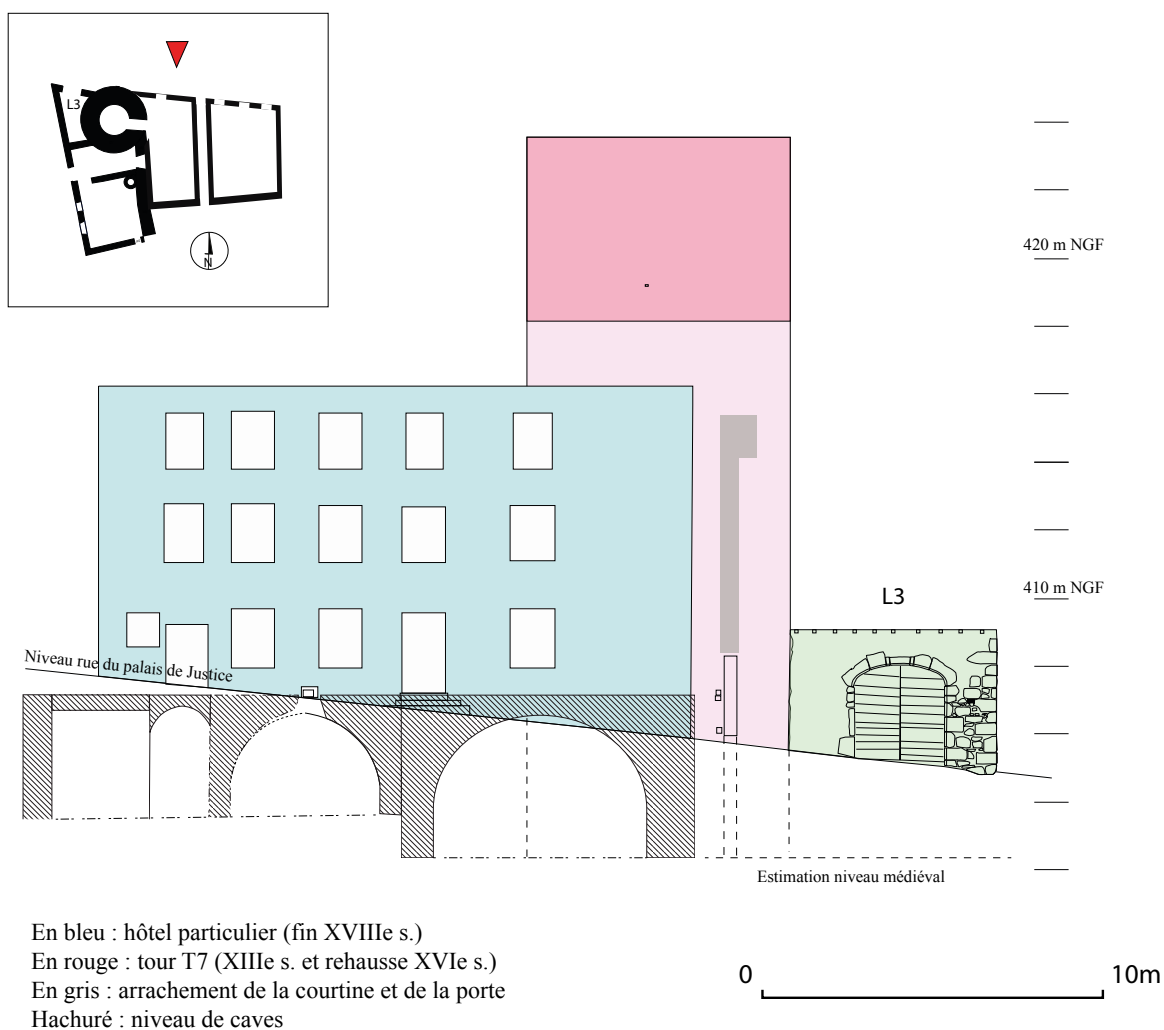 L3
N
420 m NGF
410 m NGF
L3
Niveau rue du palais de Justice
Estimation niveau médiéval
En bleu : hôtel particulier (fin XVIIIe s.)
En rouge : tour T7 (XIIIe s. et rehausse XVIe s.)
En gris : arrachement de la courtine et de la porte
Hachuré : niveau de caves
0 10m